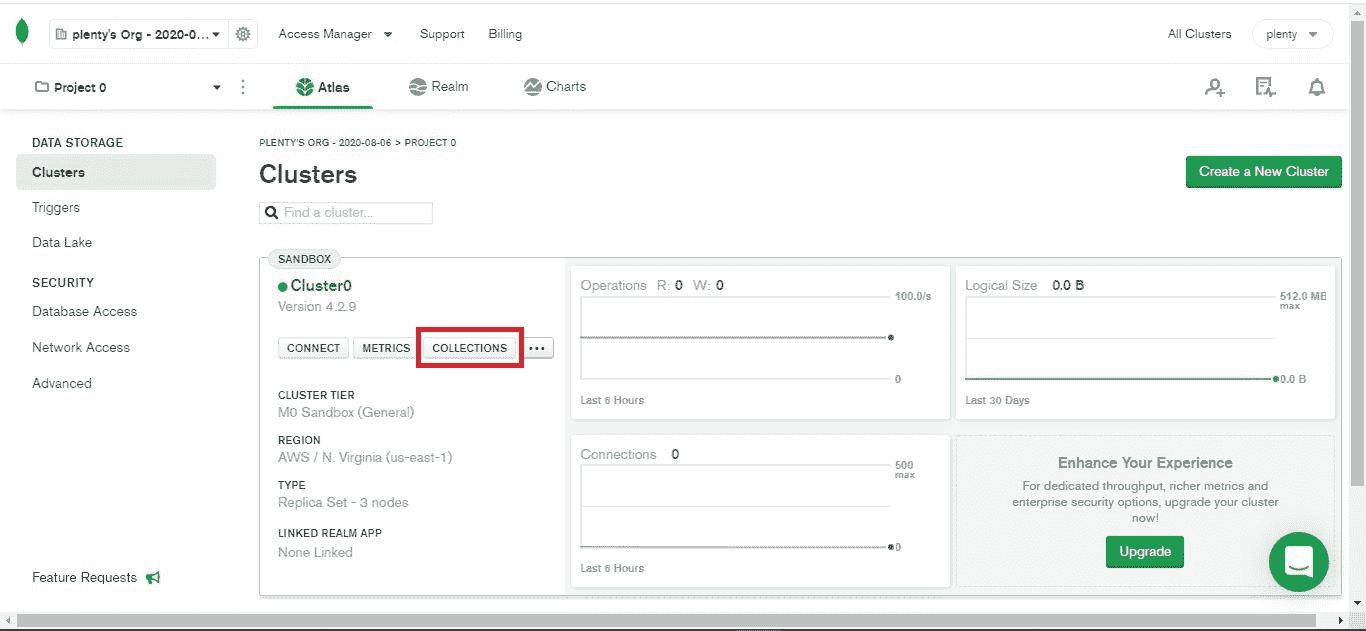 plenty's Org - 2020-0...
Access Manager
Support
Billing
All Clusters
plenty
Project 0
Atlas
Realm
Charts
DATA STORAGE
Clusters
Triggers
Data Lake
SECURITY
Database Access
Network Access
Advanced
Feature Requests
PLENTY'S ORG - 2020-08-06 > PROJECT 0
Clusters
Create a New Cluster
Find a cluster...
SANDBOX
Cluster0
Version 4.2.9
CONNECT
METRICS
COLLECTIONS
...
CLUSTER TIER
M0 Sandbox (General)
REGION
AWS / N. Virginia (us-east-1)
TYPE
Replica Set - 3 nodes
LINKED REALM APP
None Linked
Operations R: 0 W: 0
100.0/s
0
Last 6 Hours
Logical Size 0.0 B
512.0 MB
max
0.0 B
Last 30 Days
Connections 0
500
max
0
Last 6 Hours
Enhance Your Experience
For dedicated throughput, richer metrics and
enterprise security options, upgrade your cluster
now!
Upgrade